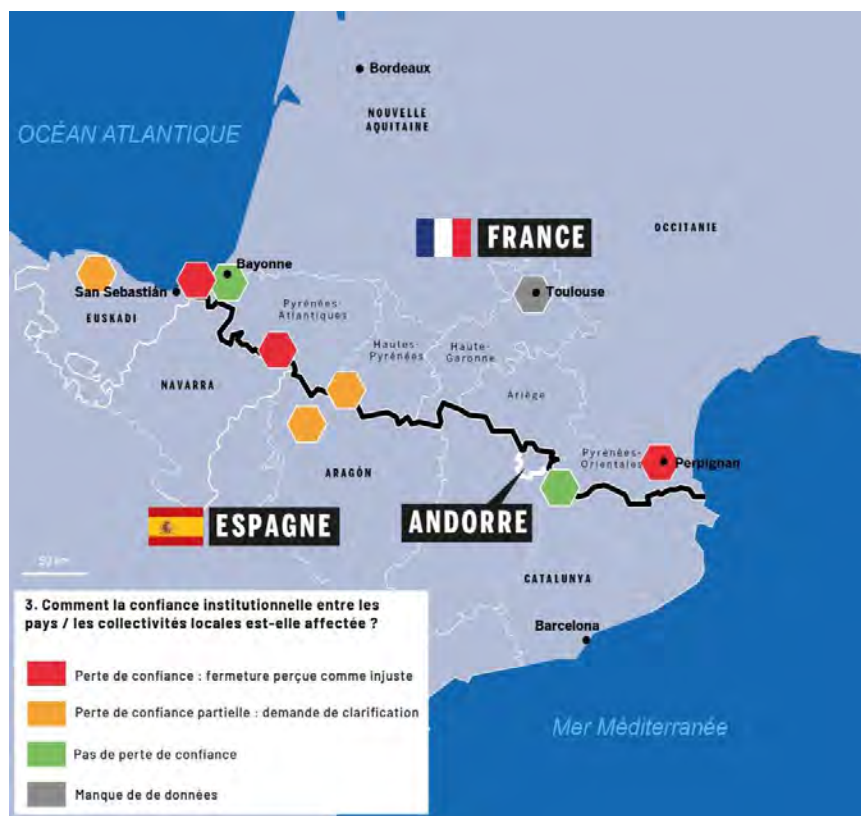 Bordeaux
NOUVELLE
AQUITAINE
OCÉAN ATLANTIQUE
FRANCE
OCCITANIE
Bayonne
San Sebastián
EUSKADI
Toulouse
Pyrénées-
Atlantiques
Hautes-
Pyrénées
Haute-
Garonne
NAVARRA
Ariège
ARAGÓN
Pyrénées-
Orientales
Perpignan
ESPAGNE
ANDORRE
50 km
CATALUNYA
Barcelona
Mer Méditerranée
3. Comment la confiance institutionnelle entre les
pays / les collectivités locales est-elle affectée ?
Perte de confiance : fermeture perçue comme injuste
Perte de confiance partielle : demande de clarification
Pas de perte de confiance
Manque de de données